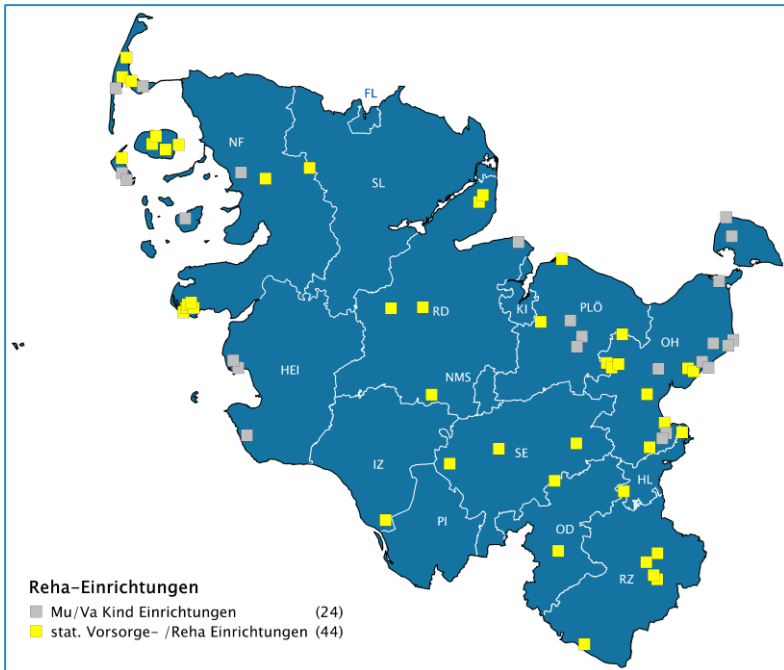 FL
NF
SL
KI
PLÖ
RD
OH
HEI
NMS
IZ
SE
HL
PI
OD
RZ
Reha-Einrichtungen
Mu/Va Kind Einrichtungen (24)
stat. Vorsorge- /Reha Einrichtungen (44)